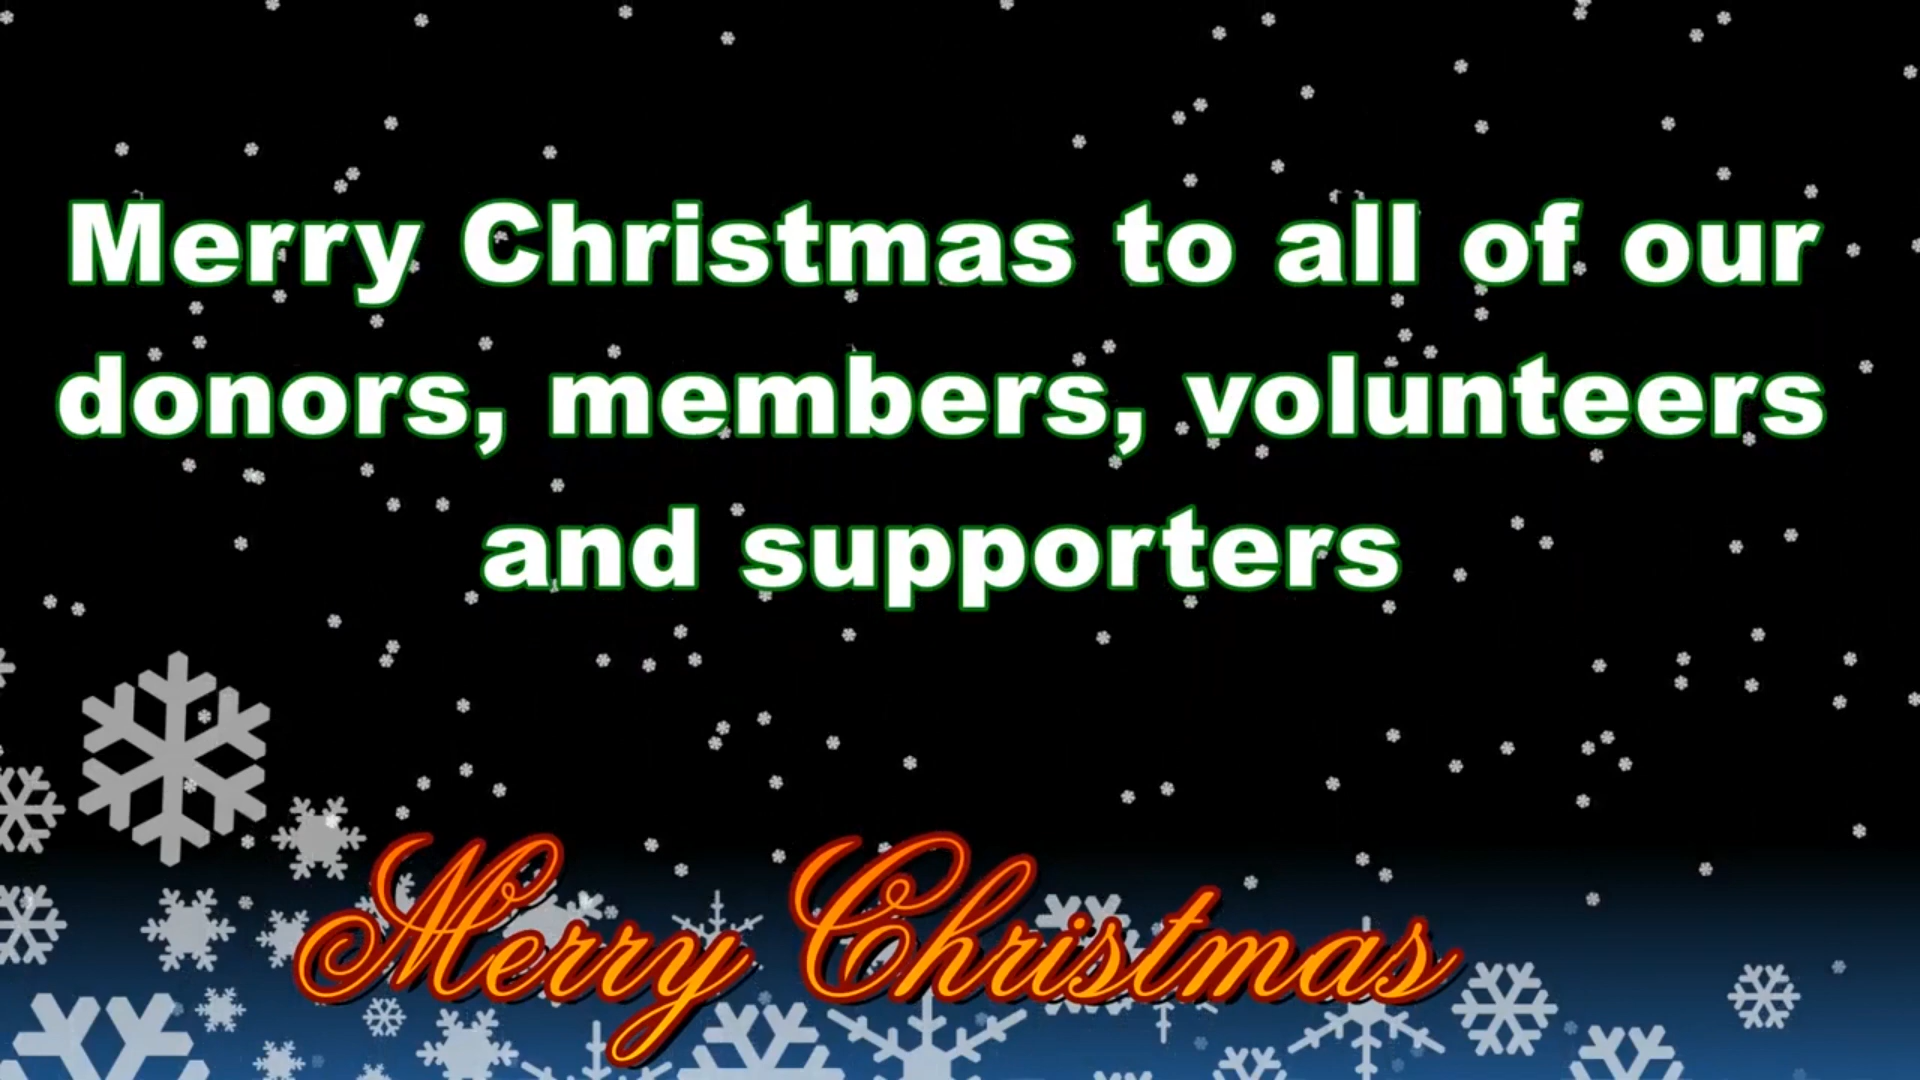 Merry Christmas to all of our
donors, members, volunteers
and supporters
Merry Christmas